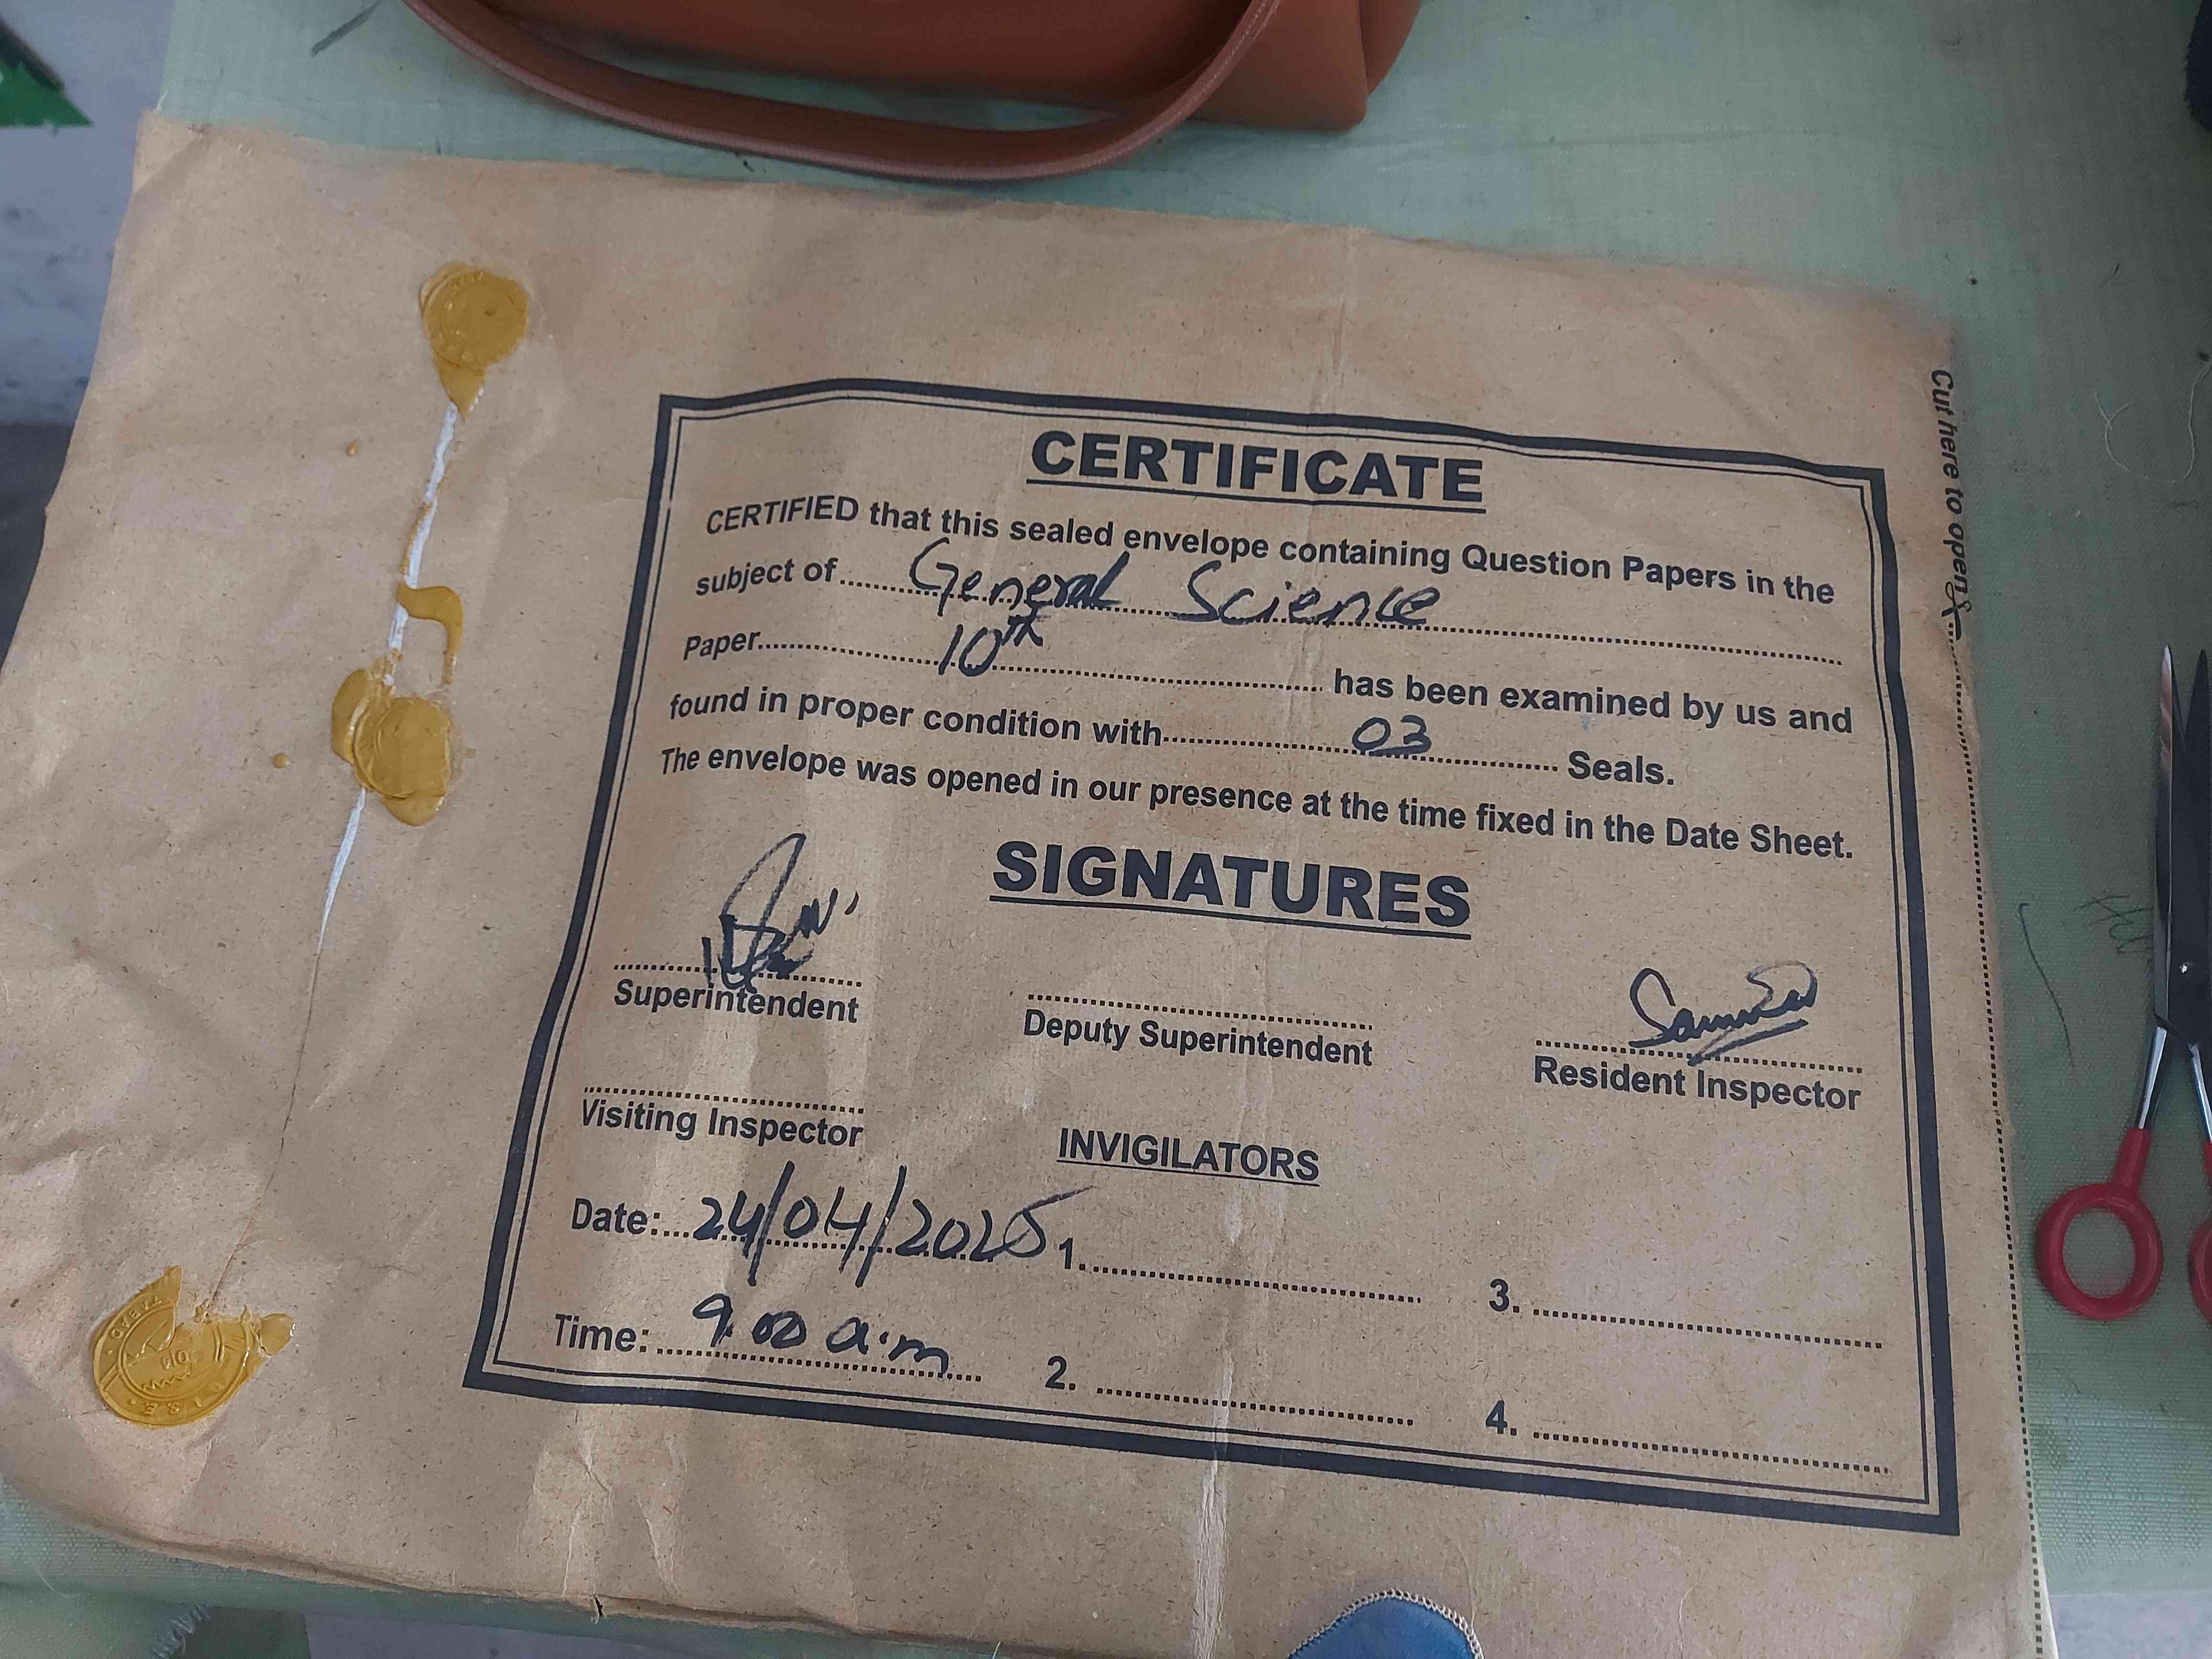 Cut here to open
CERTIFICATE
CERTIFIED that this sealed envelope containing Question Papers in the
subject of........General Science........
Paper........10th........ has been examined by us and
found in proper condition with........03........ Seals.
The envelope was opened in our presence at the time fixed in the Date Sheet.
SIGNATURES
Superintendent
Deputy Superintendent
Resident Inspector
Visiting Inspector
INVIGILATORS
Date:...24/04/2025
1. ........
3. ........
Time:...9.00 a.m
2. ........
4. ........